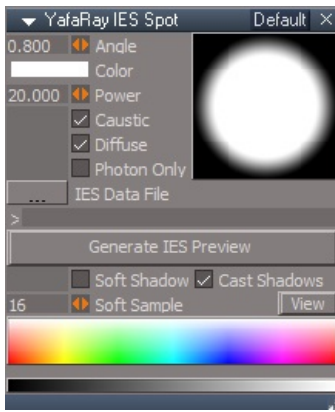 YafaRay IES Spot Default X
0.800 Angle
Color
20.000 Power
Caustic
Diffuse
Photon Only
... IES Data File
>
Generate IES Preview
Soft Shadow Cast Shadows
16 Soft Sample View